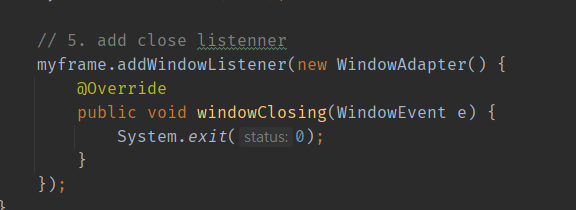 // 5. add close listenner
myframe.addWindowListener(new WindowAdapter() {
@Override
public void windowClosing(WindowEvent e) {
System.exit( status: 0);
}
});
}